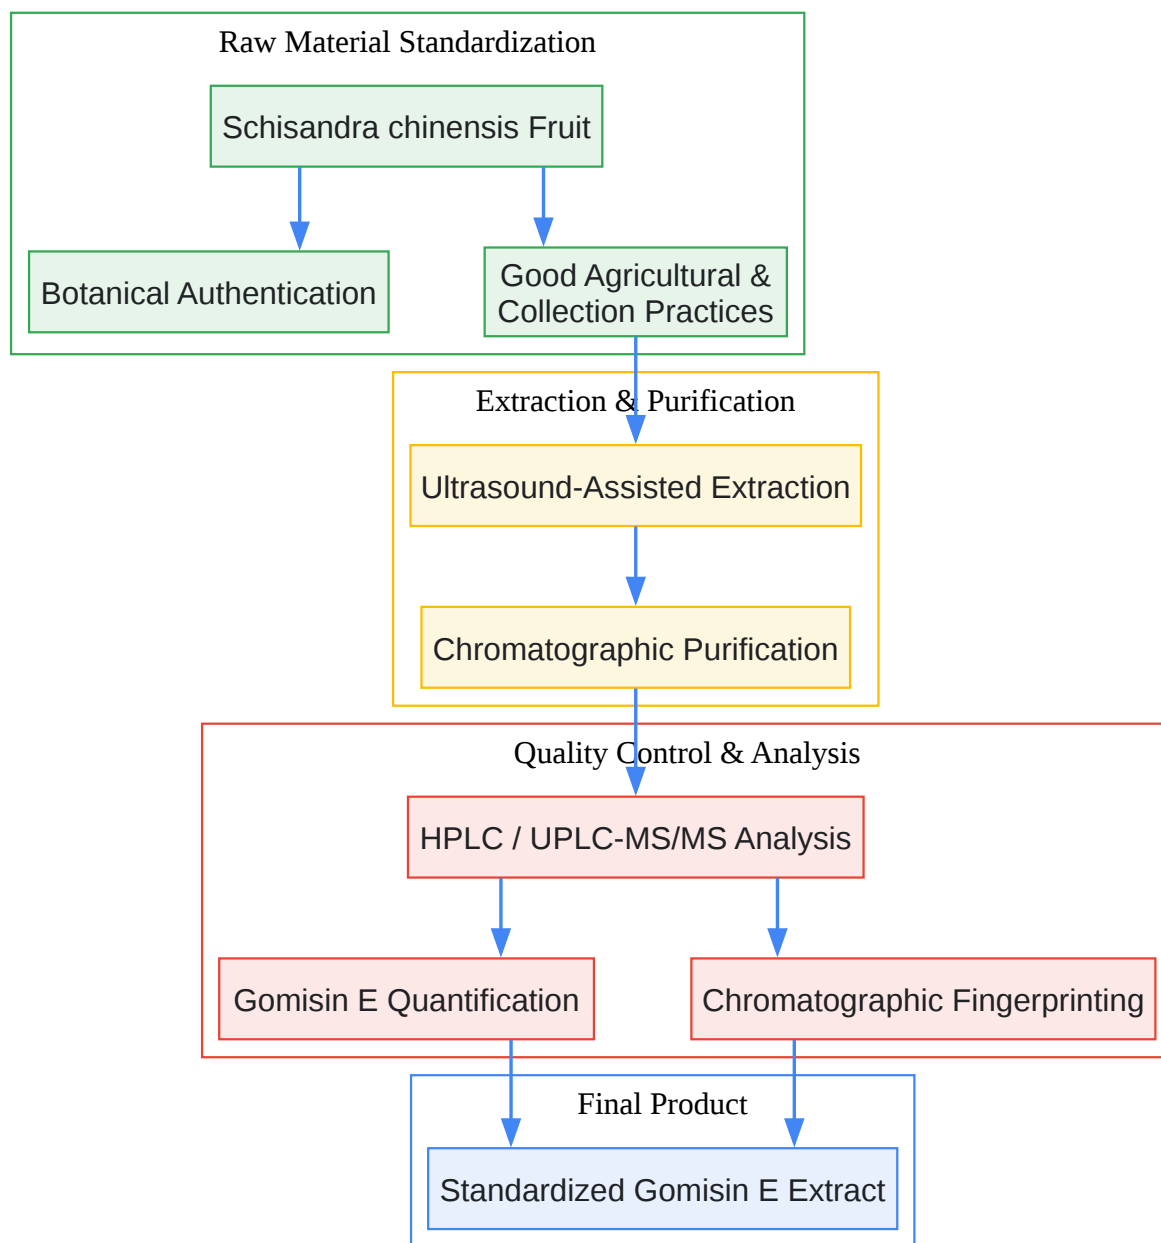 Raw Material Standardization
Schisandra chinensis Fruit
Botanical Authentication
Good Agricultural &
Collection Practices
Extraction & Purification
Ultrasound-Assisted Extraction
Chromatographic Purification
Quality Control & Analysis
HPLC / UPLC-MS/MS Analysis
Gomisin E Quantification
Chromatographic Fingerprinting
Final Product
Standardized Gomisin E Extract